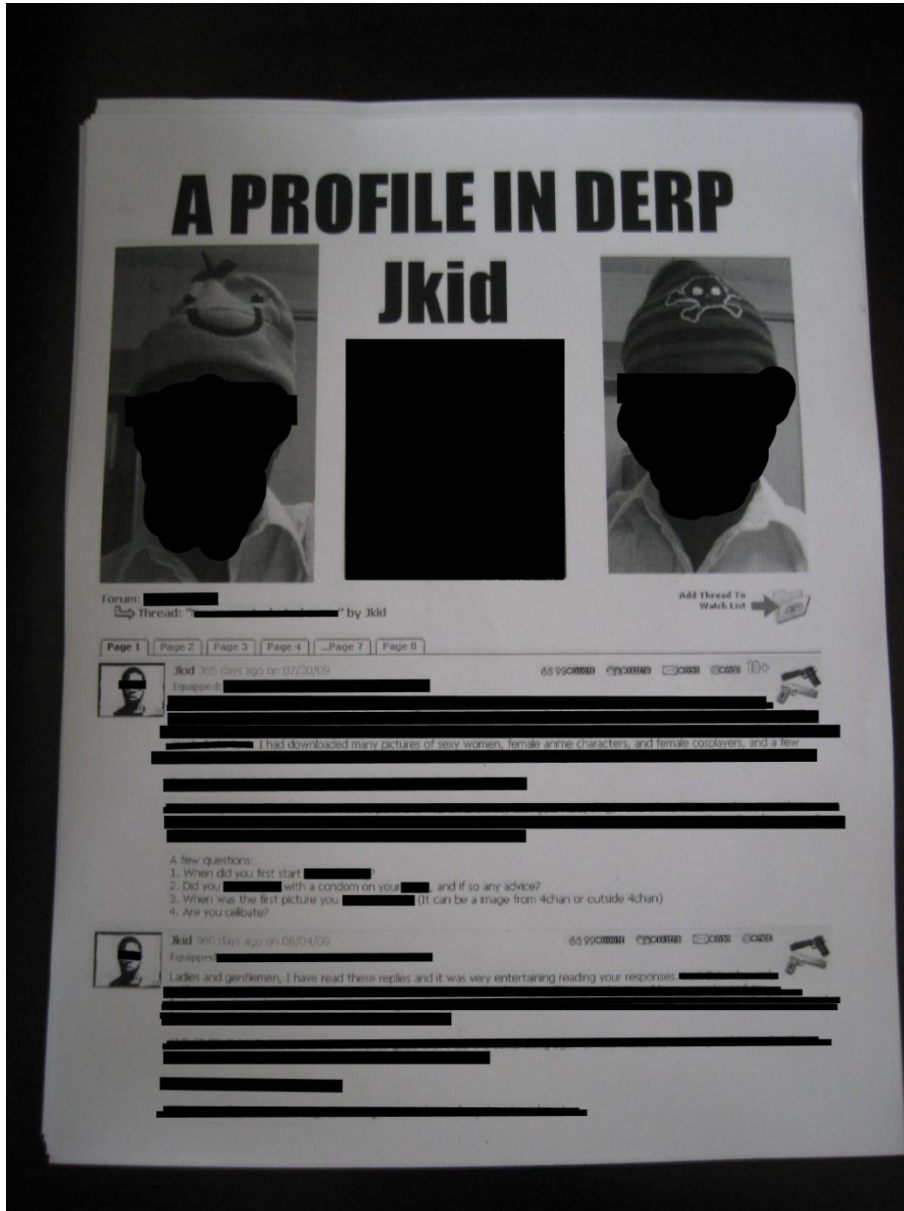 A PROFILE IN DERP
Jkid
Forum:
Thread: " " by Jkid
Add Thread To
Watch List
Page 1 Page 2 Page 3 Page 4 ...Page 7 Page 8
Jkid 365 days ago on 07/30/09
Equipped:
I had downloaded many pictures of sexy women, female anime characters, and female cosplayers, and a few
A few questions:
1. When did you first start ?
2. Did you with a condom on your , and if so any advice?
3. When was the first picture you (It can be a image from 4chan or outside 4chan)
4. Are you celibate?
Jkid 360 days ago on 08/04/09
Equipped
Ladies and gentlemen, I have read these replies and it was very entertaining reading your responses.